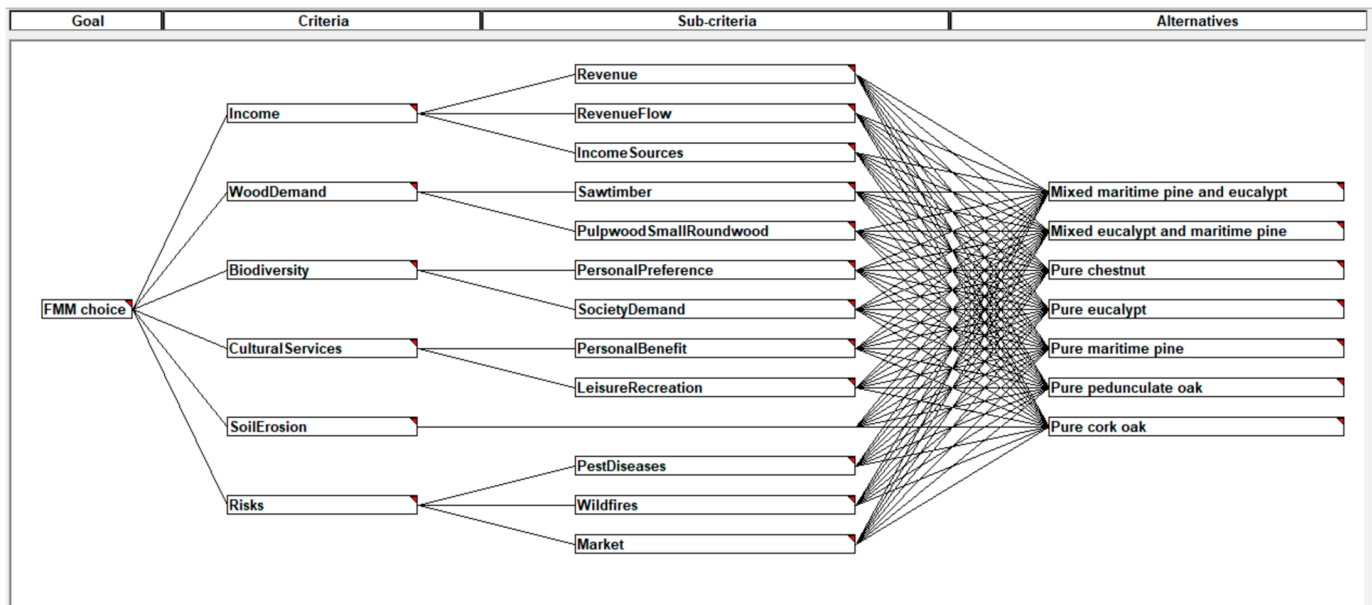 Goal
Criteria
Sub-criteria
Alternatives
FMM choice
Income
WoodDemand
Biodiversity
CulturalServices
SoilErosion
Risks
Revenue
RevenueFlow
IncomeSources
Sawtimber
PulpwoodSmallRoundwood
PersonalPreference
SocietyDemand
PersonalBenefit
LeisureRecreation
PestDiseases
Wildfires
Market
Mixed maritime pine and eucalypt
Mixed eucalypt and maritime pine
Pure chestnut
Pure eucalypt
Pure maritime pine
Pure pedunculate oak
Pure cork oak